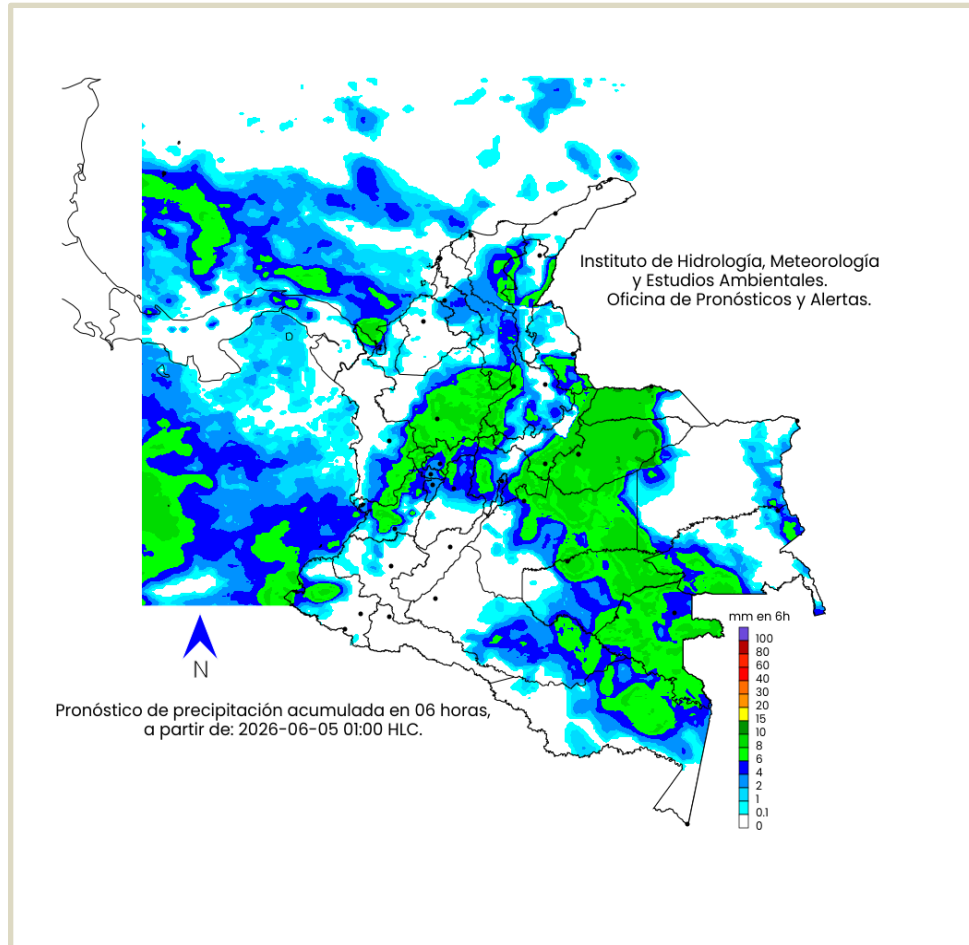 Instituto de Hidrología, Meteorología
y Estudios Ambientales.
Oficina de Pronósticos y Alertas.
mm en 6h
100
80
60
40
30
20
15
10
8
6
4
2
1
0.1
0
N
Pronóstico de precipitación acumulada en 06 horas,
a partir de: 2026-06-05 01:00 HLC.